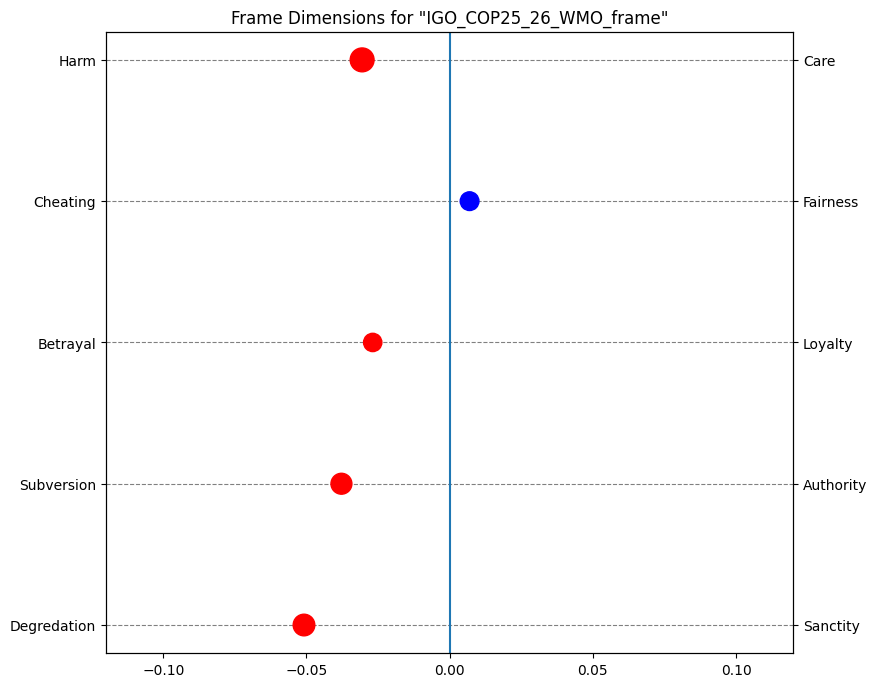 Frame Dimensions for "IGO_COP25_26_WMO_frame"
Harm Care
Cheating Fairness
Betrayal Loyalty
Subversion Authority
Degredation Sanctity
−0.10 −0.05 0.00 0.05 0.10